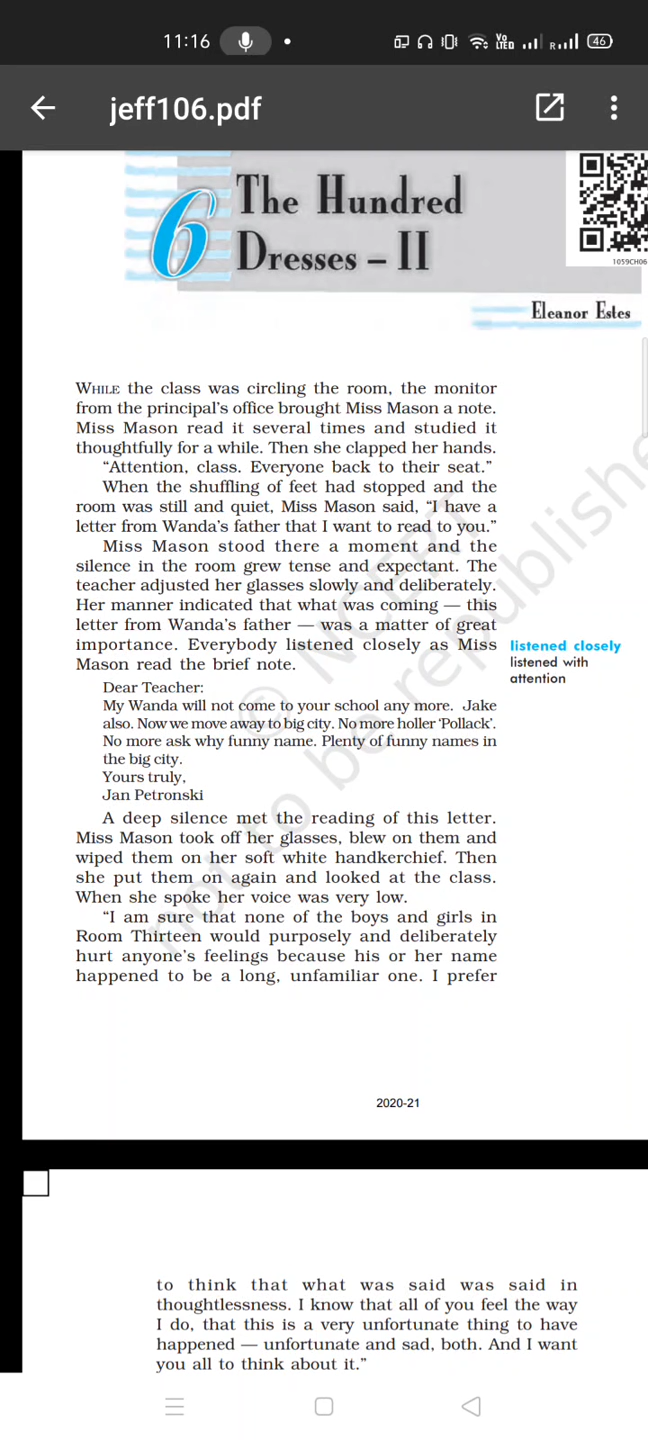 11:16
Vo
LTED
R
46
jeff106.pdf
6
The Hundred
Dresses – II
1059CH06
Eleanor Estes
WHILE the class was circling the room, the monitor
from the principal's office brought Miss Mason a note.
Miss Mason read it several times and studied it
thoughtfully for a while. Then she clapped her hands.
“Attention, class. Everyone back to their seat.”
When the shuffling of feet had stopped and the
room was still and quiet, Miss Mason said, “I have a
letter from Wanda's father that I want to read to you.”
Miss Mason stood there a moment and the
silence in the room grew tense and expectant. The
teacher adjusted her glasses slowly and deliberately.
Her manner indicated that what was coming — this
letter from Wanda's father — was a matter of great
importance. Everybody listened closely as Miss
Mason read the brief note.
listened closely
listened with
attention
Dear Teacher:
My Wanda will not come to your school any more. Jake
also. Now we move away to big city. No more holler ‘Pollack’.
No more ask why funny name. Plenty of funny names in
the big city.
Yours truly,
Jan Petronski
A deep silence met the reading of this letter.
Miss Mason took off her glasses, blew on them and
wiped them on her soft white handkerchief. Then
she put them on again and looked at the class.
When she spoke her voice was very low.
“I am sure that none of the boys and girls in
Room Thirteen would purposely and deliberately
hurt anyone's feelings because his or her name
happened to be a long, unfamiliar one. I prefer
© NCERT
not to be republishe
2020-21
to think that what was said was said in
thoughtlessness. I know that all of you feel the way
I do, that this is a very unfortunate thing to have
happened — unfortunate and sad, both. And I want
you all to think about it.”